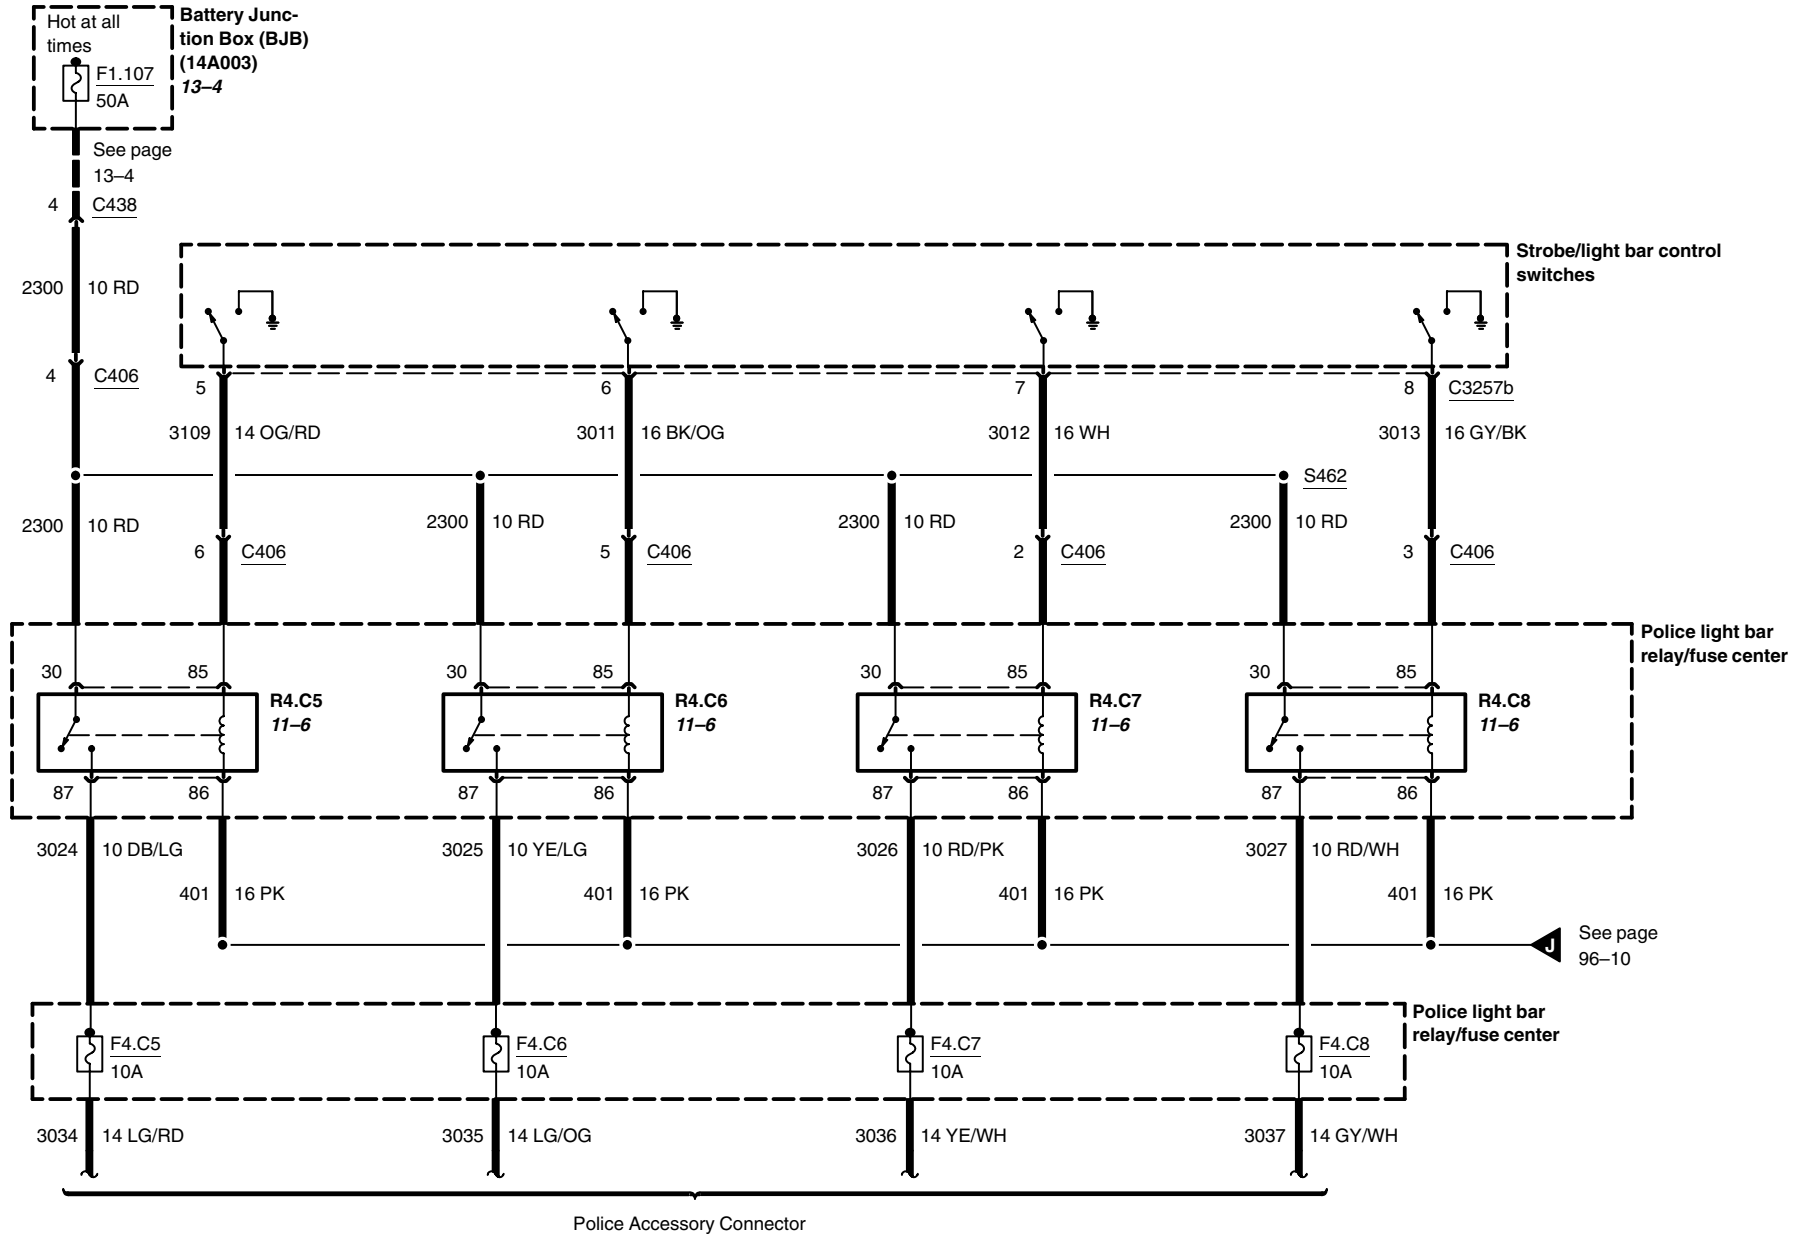 Hot at all
times
F1.107
50A
Battery Junc-
tion Box (BJB)
(14A003)
13–4
See page
13–4
4 C438
2300 10 RD
4 C406
Strobe/light bar control
switches
5 6 7 8 C3257b
3109 14 OG/RD 3011 16 BK/OG 3012 16 WH 3013 16 GY/BK
S462
2300 10 RD 2300 10 RD 2300 10 RD 2300 10 RD
6 C406 5 C406 2 C406 3 C406
Police light bar
relay/fuse center
30 85 30 85 30 85 30 85
R4.C5 R4.C6 R4.C7 R4.C8
11–6 11–6 11–6 11–6
87 86 87 86 87 86 87 86
3024 10 DB/LG 3025 10 YE/LG 3026 10 RD/PK 3027 10 RD/WH
401 16 PK 401 16 PK 401 16 PK 401 16 PK
J See page
96–10
Police light bar
relay/fuse center
F4.C5 F4.C6 F4.C7 F4.C8
10A 10A 10A 10A
3034 14 LG/RD 3035 14 LG/OG 3036 14 YE/WH 3037 14 GY/WH
Police Accessory Connector